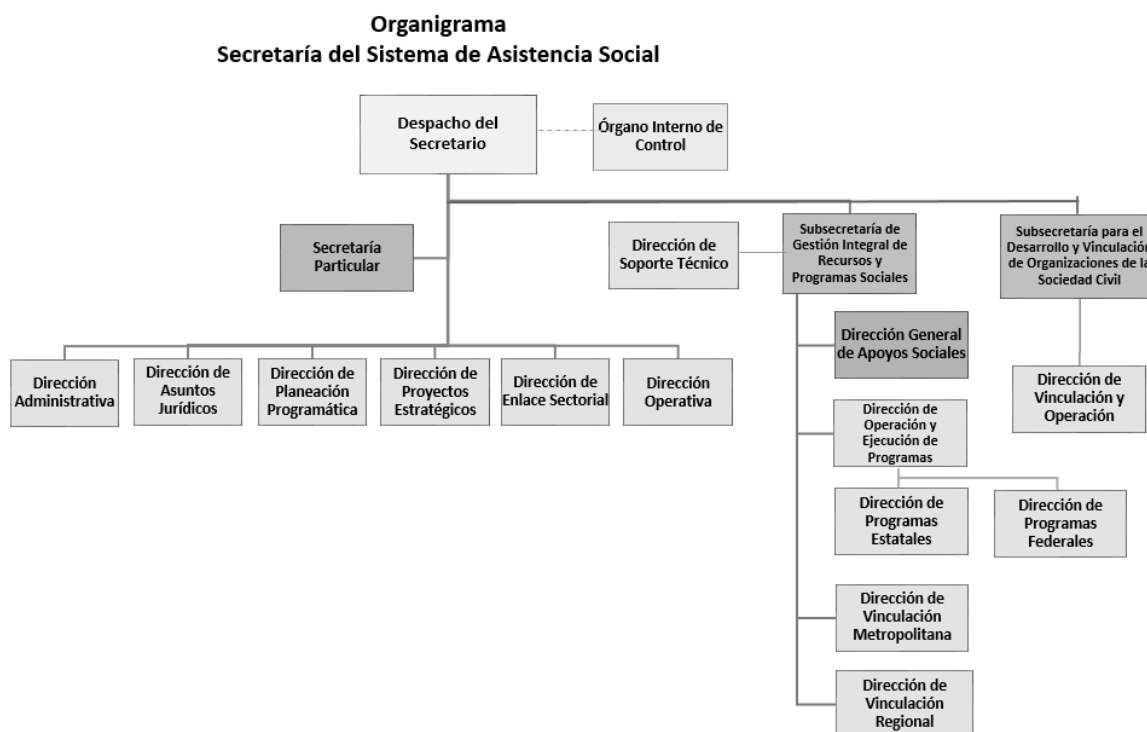 Organigrama
Secretaría del Sistema de Asistencia Social
Despacho del
Secretario
Órgano Interno de
Control
Secretaría
Particular
Dirección de
Soporte Técnico
Subsecretaría de
Gestión Integral de
Recursos y
Programas Sociales
Subsecretaría para el
Desarrollo y Vinculación
de Organizaciones de la
Sociedad Civil
Dirección
Administrativa
Dirección de
Asuntos
Jurídicos
Dirección de
Planeación
Programática
Dirección de
Proyectos
Estratégicos
Dirección de
Enlace Sectorial
Dirección
Operativa
Dirección General
de Apoyos Sociales
Dirección de
Vinculación y
Operación
Dirección de
Operación y
Ejecución de
Programas
Dirección de
Programas
Estatales
Dirección de
Programas
Federales
Dirección de
Vinculación
Metropolitana
Dirección de
Vinculación
Regional